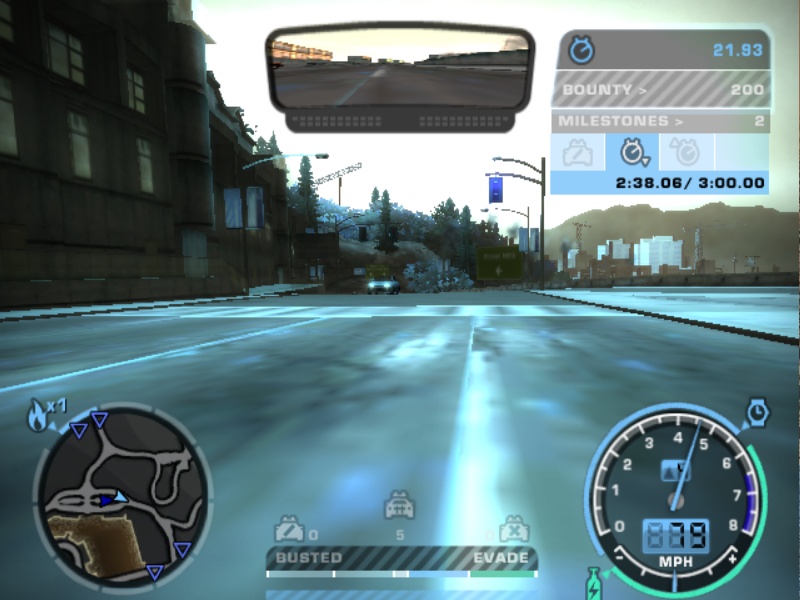 21.93
BOUNTY > 200
MILESTONES > 2
2:38.06/ 3:00.00
x1
0 1 2 3 4 5 6 7 8
79
MPH
0 5
BUSTED EVADE